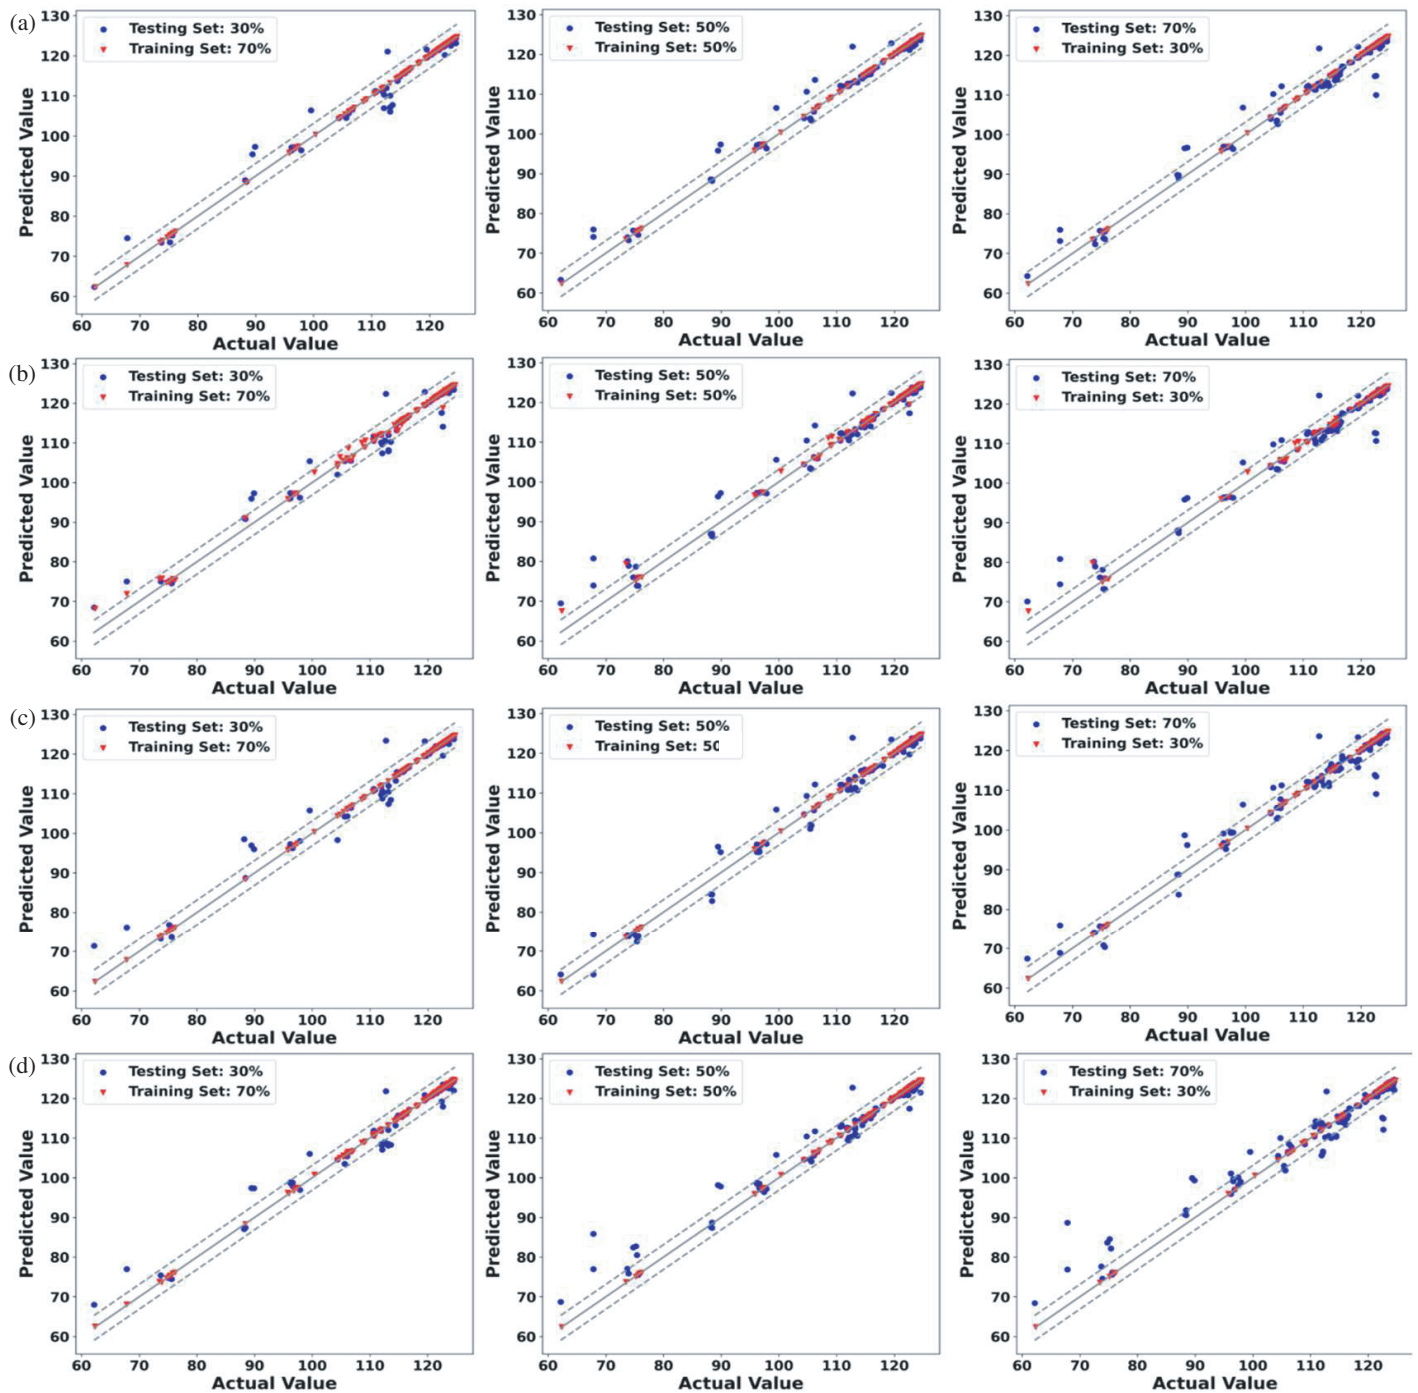 (a)
Testing Set: 30%
Training Set: 70%
Predicted Value
130
120
110
100
90
80
70
60
60 70 80 90 100 110 120
Actual Value
Testing Set: 50%
Training Set: 50%
Predicted Value
130
120
110
100
90
80
70
60
60 70 80 90 100 110 120
Actual Value
Testing Set: 70%
Training Set: 30%
Predicted Value
130
120
110
100
90
80
70
60
60 70 80 90 100 110 120
Actual Value
(b)
Testing Set: 30%
Training Set: 70%
Predicted Value
130
120
110
100
90
80
70
60
60 70 80 90 100 110 120
Actual Value
Testing Set: 50%
Training Set: 50%
Predicted Value
130
120
110
100
90
80
70
60
60 70 80 90 100 110 120
Actual Value
Testing Set: 70%
Training Set: 30%
Predicted Value
130
120
110
100
90
80
70
60
60 70 80 90 100 110 120
Actual Value
(c)
Testing Set: 30%
Training Set: 70%
Predicted Value
130
120
110
100
90
80
70
60
60 70 80 90 100 110 120
Actual Value
Testing Set: 50%
Training Set: 50
Predicted Value
130
120
110
100
90
80
70
60
60 70 80 90 100 110 120
Actual Value
Testing Set: 70%
Training Set: 30%
Predicted Value
130
120
110
100
90
80
70
60
60 70 80 90 100 110 120
Actual Value
(d)
Testing Set: 30%
Training Set: 70%
Predicted Value
130
120
110
100
90
80
70
60
60 70 80 90 100 110 120
Actual Value
Testing Set: 50%
Training Set: 50%
Predicted Value
130
120
110
100
90
80
70
60
60 70 80 90 100 110 120
Actual Value
Testing Set: 70%
Training Set: 30%
Predicted Value
130
120
110
100
90
80
70
60
60 70 80 90 100 110 120
Actual Value